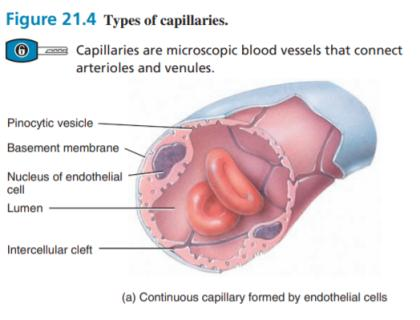 Figure 21.4 Types of capillaries.
Capillaries are microscopic blood vessels that connect
arterioles and venules.
Pinocytic vesicle
Basement membrane
Nucleus of endothelial
cell
Lumen
Intercellular cleft
(a) Continuous capillary formed by endothelial cells